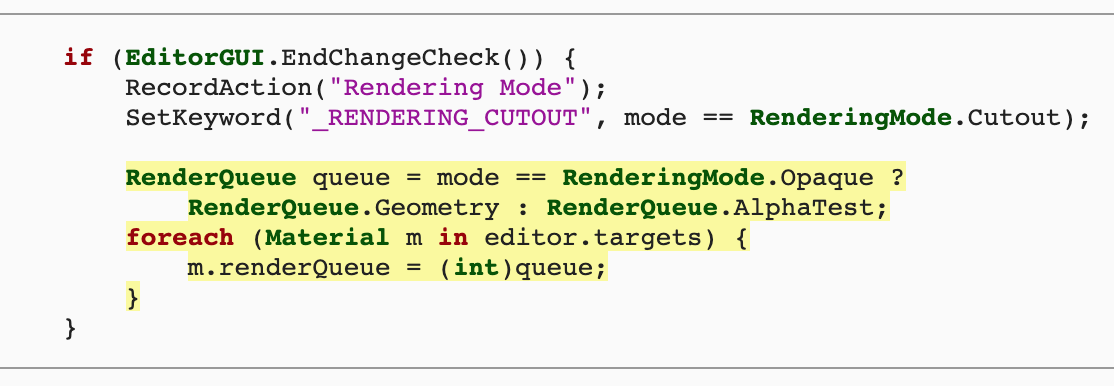 if (EditorGUI.EndChangeCheck()) {
RecordAction("Rendering Mode");
SetKeyword("_RENDERING_CUTOUT", mode == RenderingMode.Cutout);
RenderQueue queue = mode == RenderingMode.Opaque ?
RenderQueue.Geometry : RenderQueue.AlphaTest;
foreach (Material m in editor.targets) {
m.renderQueue = (int)queue;
}
}